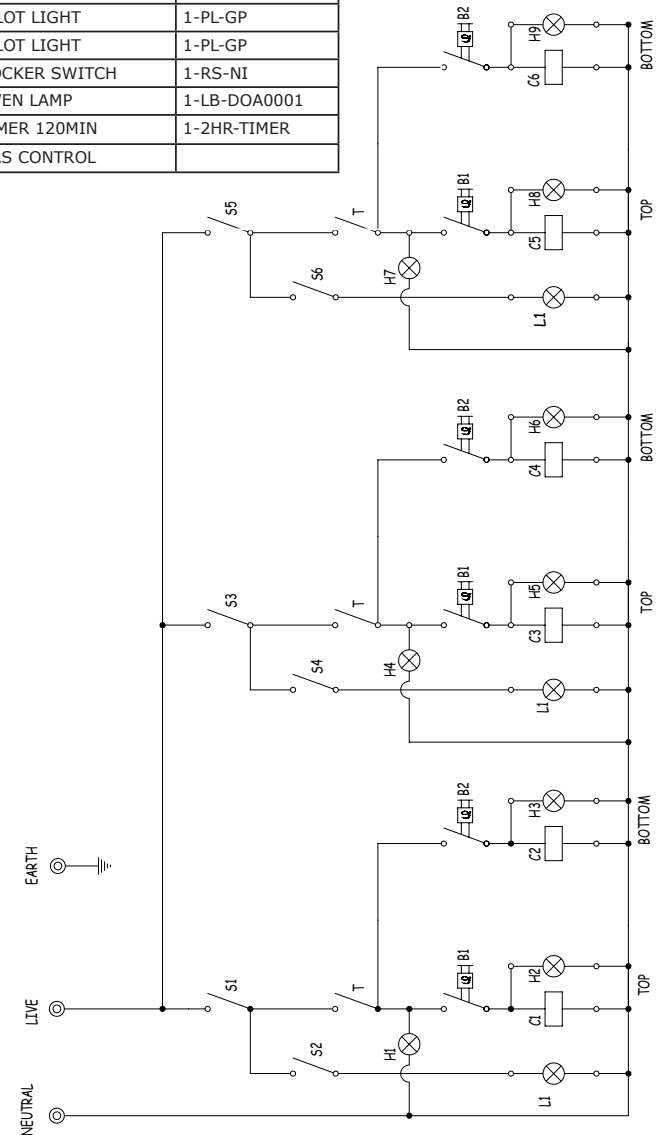 LOT LIGHT 1-PL-GP
LOT LIGHT 1-PL-GP
OCKER SWITCH 1-RS-NI
VEN LAMP 1-LB-DOA0001
MER 120MIN 1-2HR-TIMER
AS CONTROL
NEUTRAL LIVE EARTH
S1 S3 S5
S2 S4 S6
T T T
H1 H4 H7
B1 B2 B1 B2 B1 B2
H2 H3 H5 H6 H8 H9
L1 C1 C2 L1 C3 C4 L1 C5 C6
TOP BOTTOM TOP BOTTOM TOP BOTTOM